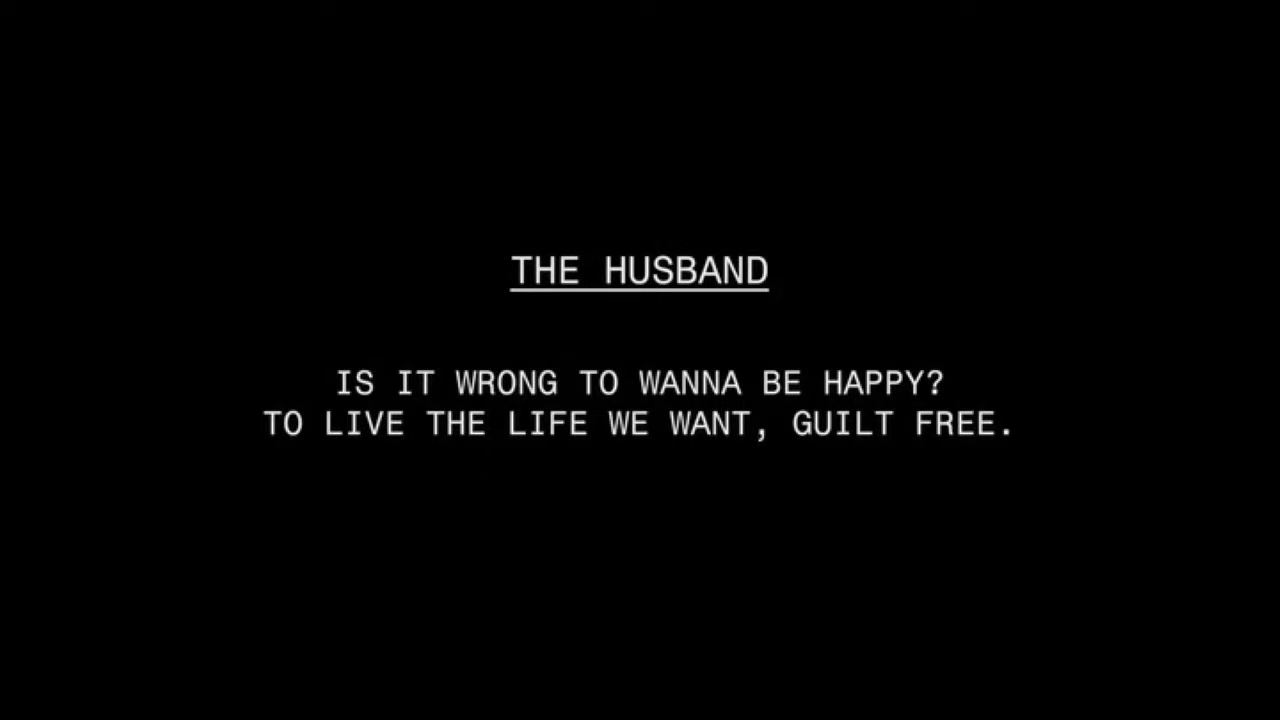 THE HUSBAND
IS IT WRONG TO WANNA BE HAPPY?
TO LIVE THE LIFE WE WANT, GUILT FREE.